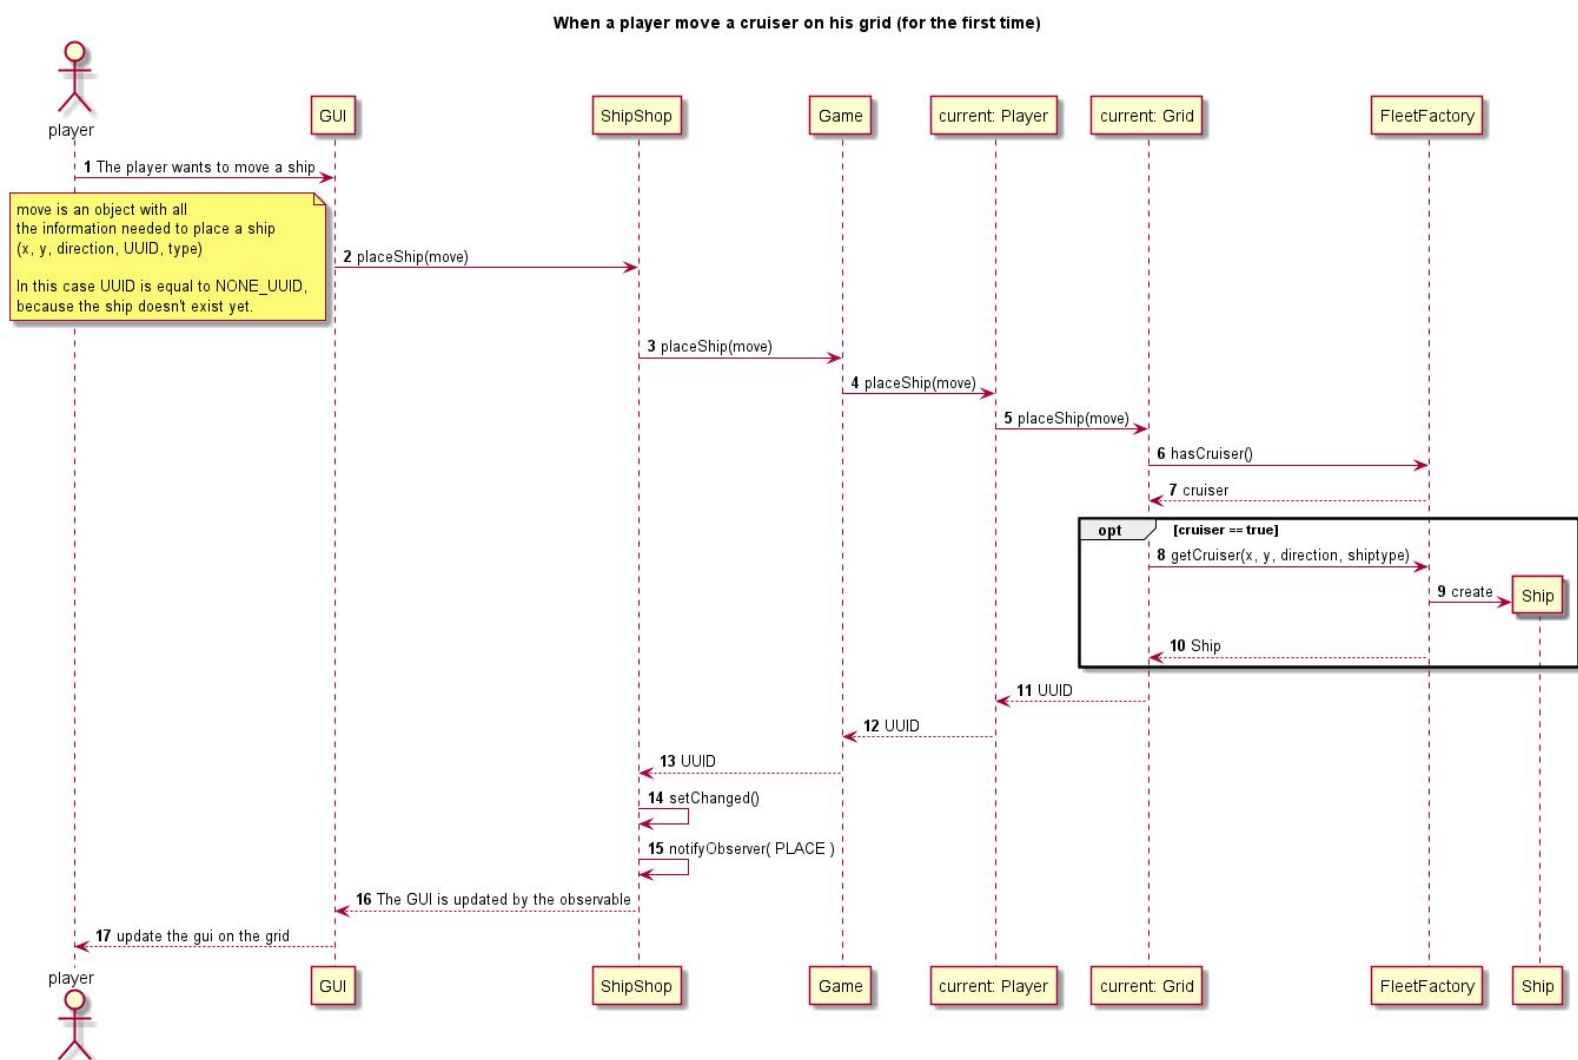 When a player move a cruiser on his grid (for the first time)
player
GUI
ShipShop
Game
current: Player
current: Grid
FleetFactory
1 The player wants to move a ship
move is an object with all
the information needed to place a ship
(x, y, direction, UUID, type)
In this case UUID is equal to NONE_UUID,
because the ship doesn't exist yet.
2 placeShip(move)
3 placeShip(move)
4 placeShip(move)
5 placeShip(move)
6 hasCruiser()
7 cruiser
opt [cruiser == true]
8 getCruiser(x, y, direction, shiptype)
9 create
Ship
10 Ship
11 UUID
12 UUID
13 UUID
14 setChanged()
15 notifyObserver( PLACE )
16 The GUI is updated by the observable
17 update the gui on the grid
player
GUI
ShipShop
Game
current: Player
current: Grid
FleetFactory
Ship